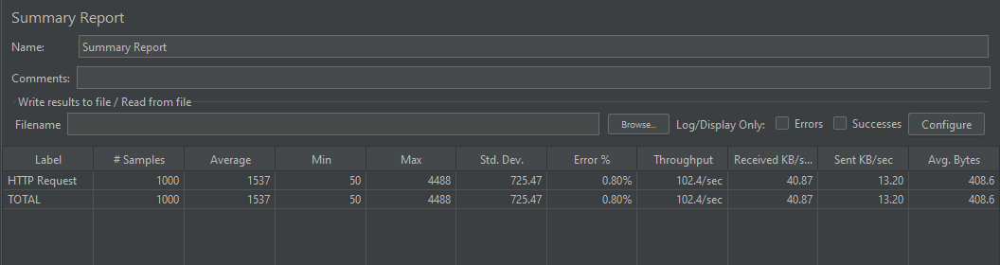 Summary Report
Name: Summary Report
Comments:
Write results to file / Read from file
Filename Browse... Log/Display Only: Errors Successes Configure
Label # Samples Average Min Max Std. Dev. Error % Throughput Received KB/s... Sent KB/sec Avg. Bytes
HTTP Request 1000 1537 50 4488 725.47 0.80% 102.4/sec 40.87 13.20 408.6
TOTAL 1000 1537 50 4488 725.47 0.80% 102.4/sec 40.87 13.20 408.6